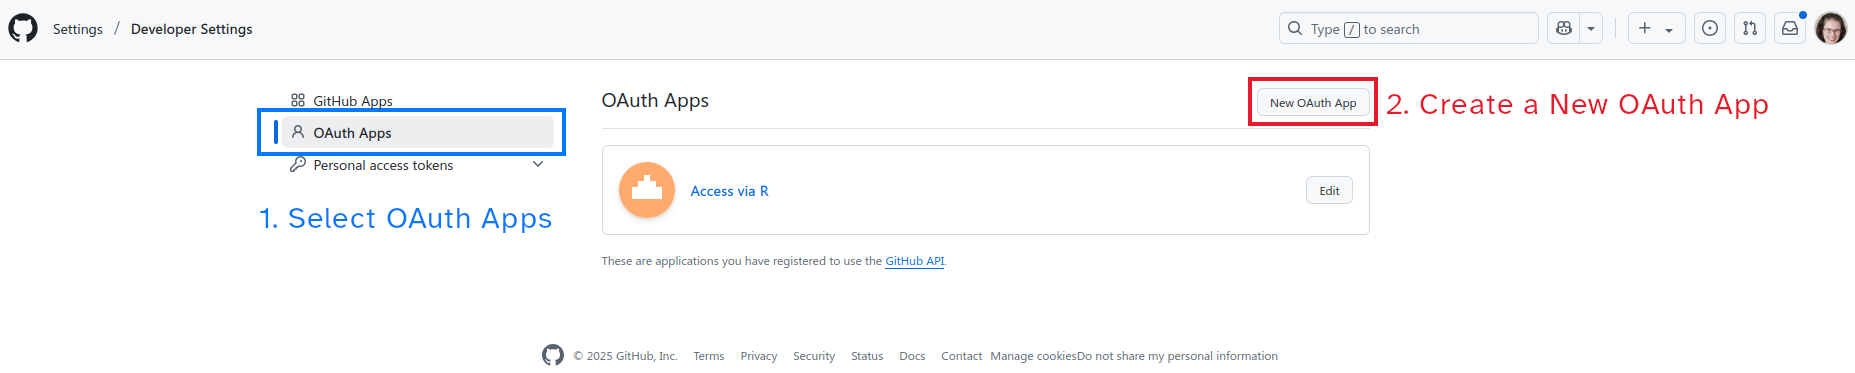 Settings / Developer Settings
Type / to search
GitHub Apps
OAuth Apps
Personal access tokens
1. Select OAuth Apps
OAuth Apps
New OAuth App
2. Create a New OAuth App
Access via R
Edit
These are applications you have registered to use the GitHub API.
© 2025 GitHub, Inc. Terms Privacy Security Status Docs Contact Manage cookies Do not share my personal information